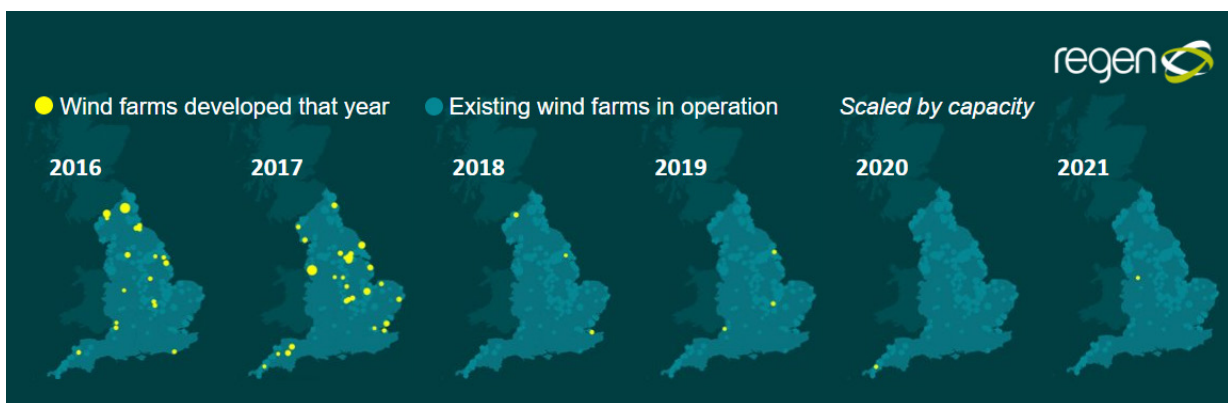 regen
Wind farms developed that year Existing wind farms in operation Scaled by capacity
2016 2017 2018 2019 2020 2021